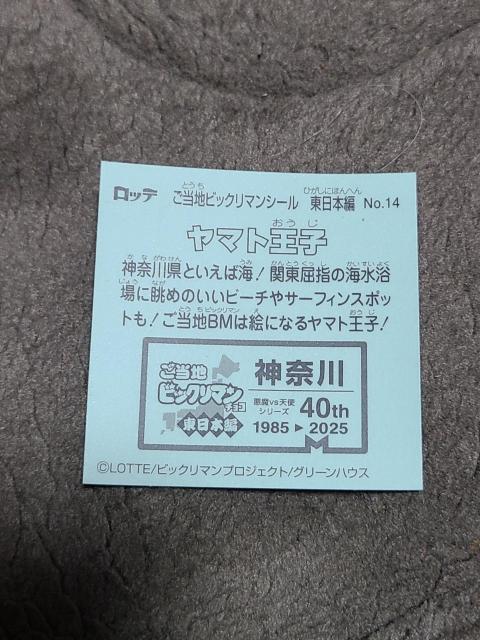 ロッテ ご当地ビックリマンシール 東日本編 No.14
ヤマト王子
神奈川県といえば海！関東屈指の海水浴
場に眺めのいいビーチやサーフィンスポッ
トも！ご当地BMは絵になるヤマト王子！
ご当地
ビックリマン
チョコ
東日本編
神奈川
悪魔vs天使
シリーズ 40th
1985▶2025
©LOTTE/ビックリマンプロジェクト/グリーンハウス